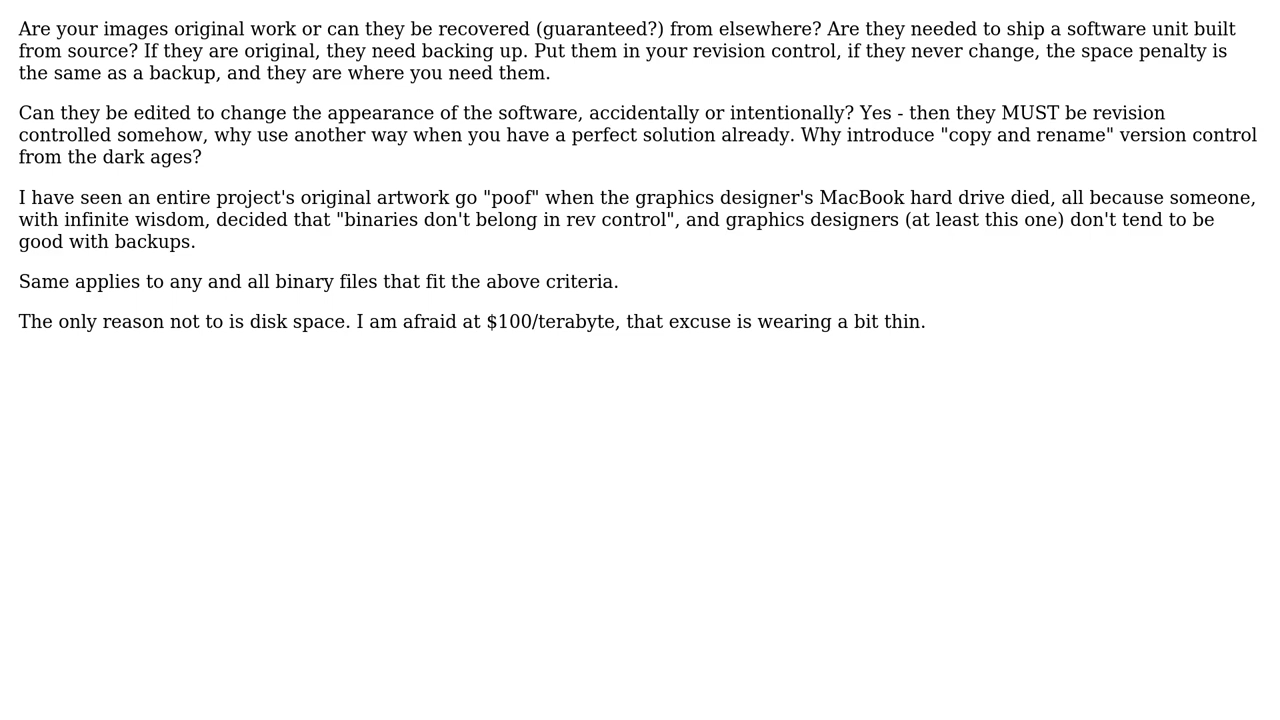 Are your images original work or can they be recovered (guaranteed?) from elsewhere? Are they needed to ship a software unit built
from source? If they are original, they need backing up. Put them in your revision control, if they never change, the space penalty is
the same as a backup, and they are where you need them.
Can they be edited to change the appearance of the software, accidentally or intentionally? Yes - then they MUST be revision
controlled somehow, why use another way when you have a perfect solution already. Why introduce "copy and rename" version control
from the dark ages?
I have seen an entire project's original artwork go "poof" when the graphics designer's MacBook hard drive died, all because someone,
with infinite wisdom, decided that "binaries don't belong in rev control", and graphics designers (at least this one) don't tend to be
good with backups.
Same applies to any and all binary files that fit the above criteria.
The only reason not to is disk space. I am afraid at $100/terabyte, that excuse is wearing a bit thin.